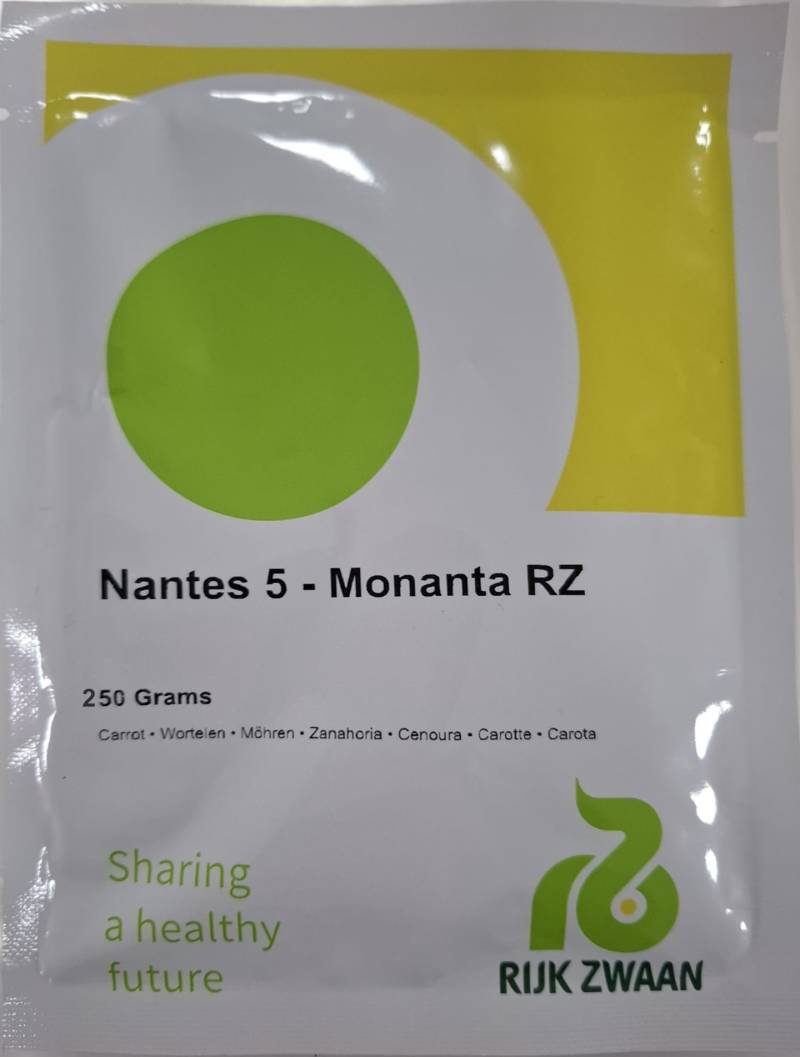 Nantes 5 - Monanta RZ
250 Grams
Carrot • Wortelen • Möhren • Zanahoria • Cenoura • Carotte • Carota
Sharing
a healthy
future
RIJK ZWAAN